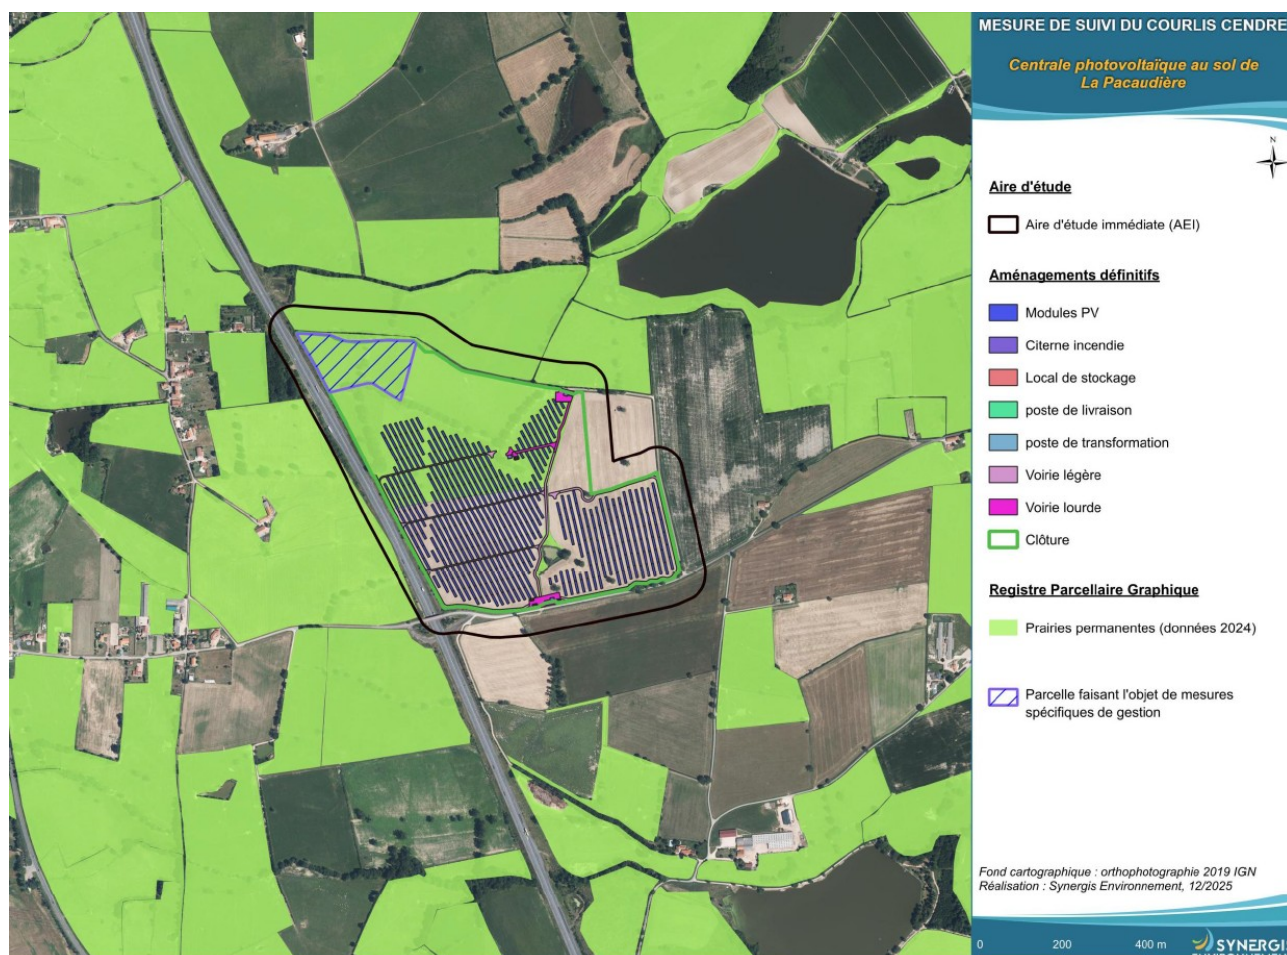 MESURE DE SUIVI DU COURLIS CENDRE
Centrale photovoltaïque au sol de
La Pacaudière
N
Aire d'étude
Aire d'étude immédiate (AEI)
Aménagements définitifs
Modules PV
Citerne incendie
Local de stockage
poste de livraison
poste de transformation
Voirie légère
Voirie lourde
Clôture
Registre Parcellaire Graphique
Prairies permanentes (données 2024)
Parcelle faisant l'objet de mesures
spécifiques de gestion
Fond cartographique : orthophotographie 2019 IGN
Réalisation : Synergis Environnement, 12/2025
0 200 400 m
SYNERGIS